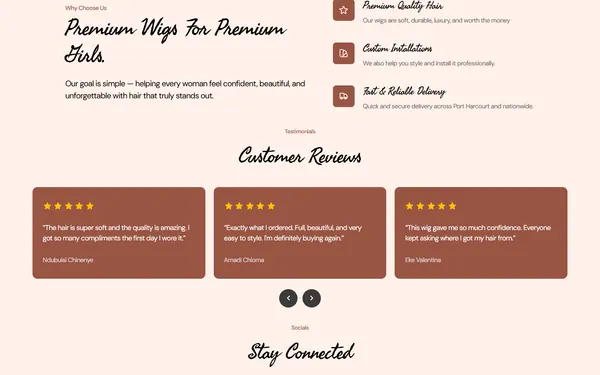 Why Choose Us
Premium Wigs For Premium
Girls.
Our goal is simple — helping every woman feel confident, beautiful, and
unforgettable with hair that truly stands out.
Premium Quality Hair
Our wigs are soft, durable, luxury, and worth the money
Custom Installations
We also help you style and install it professionally.
Fast & Reliable Delivery
Quick and secure delivery across Port Harcourt and nationwide.
Testimonials
Customer Reviews
"The hair is super soft and the quality is amazing. I
got so many compliments the first day I wore it."
Ndubuisi Chinenye
"Exactly what I ordered. Full, beautiful, and very
easy to style. I'm definitely buying again."
Amadi Chioma
"This wig gave me so much confidence. Everyone
kept asking where I got my hair from."
Eke Valentina
Socials
Stay Connected